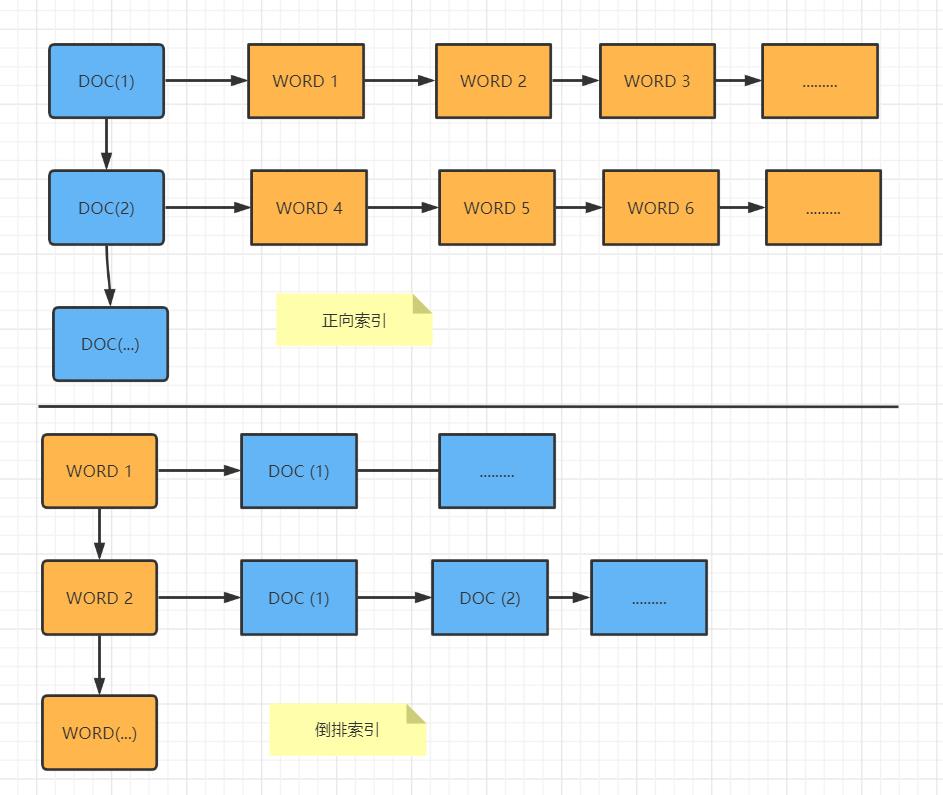 DOC(1)
WORD 1
WORD 2
WORD 3
.........
DOC(2)
WORD 4
WORD 5
WORD 6
.........
正向索引
DOC(...)
WORD 1
DOC (1)
.........
WORD 2
DOC (1)
DOC (2)
.........
WORD(...)
倒排索引